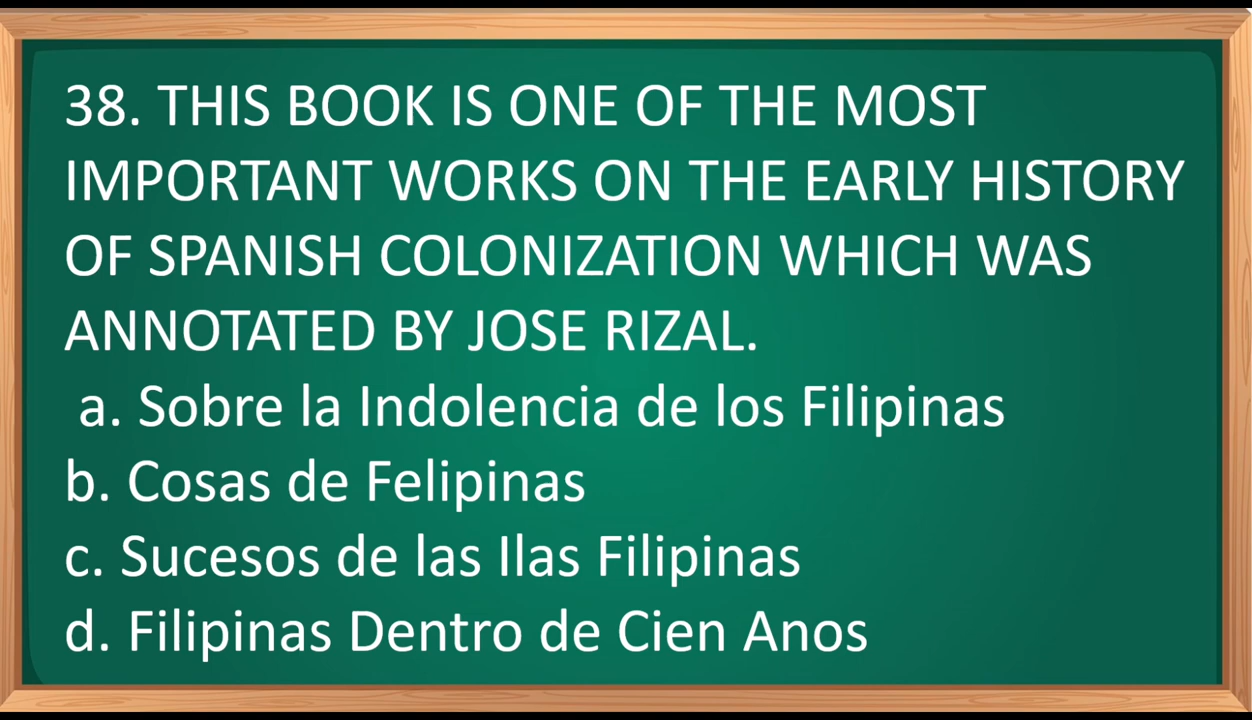 38. THIS BOOK IS ONE OF THE MOST
IMPORTANT WORKS ON THE EARLY HISTORY
OF SPANISH COLONIZATION WHICH WAS
ANNOTATED BY JOSE RIZAL.
a. Sobre la Indolencia de los Filipinas
b. Cosas de Felipinas
c. Sucesos de las Ilas Filipinas
d. Filipinas Dentro de Cien Anos